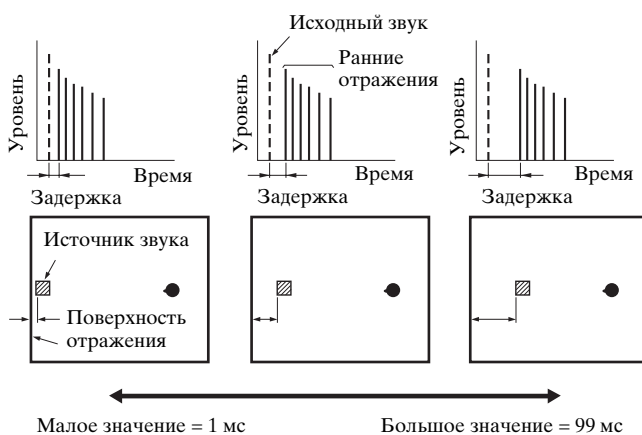 Исходный звук
Ранние
отражения
Уровень
Время
Задержка
Уровень
Время
Задержка
Уровень
Время
Задержка
Источник звука
Поверхность
отражения
Малое значение = 1 мс
Большое значение = 99 мс